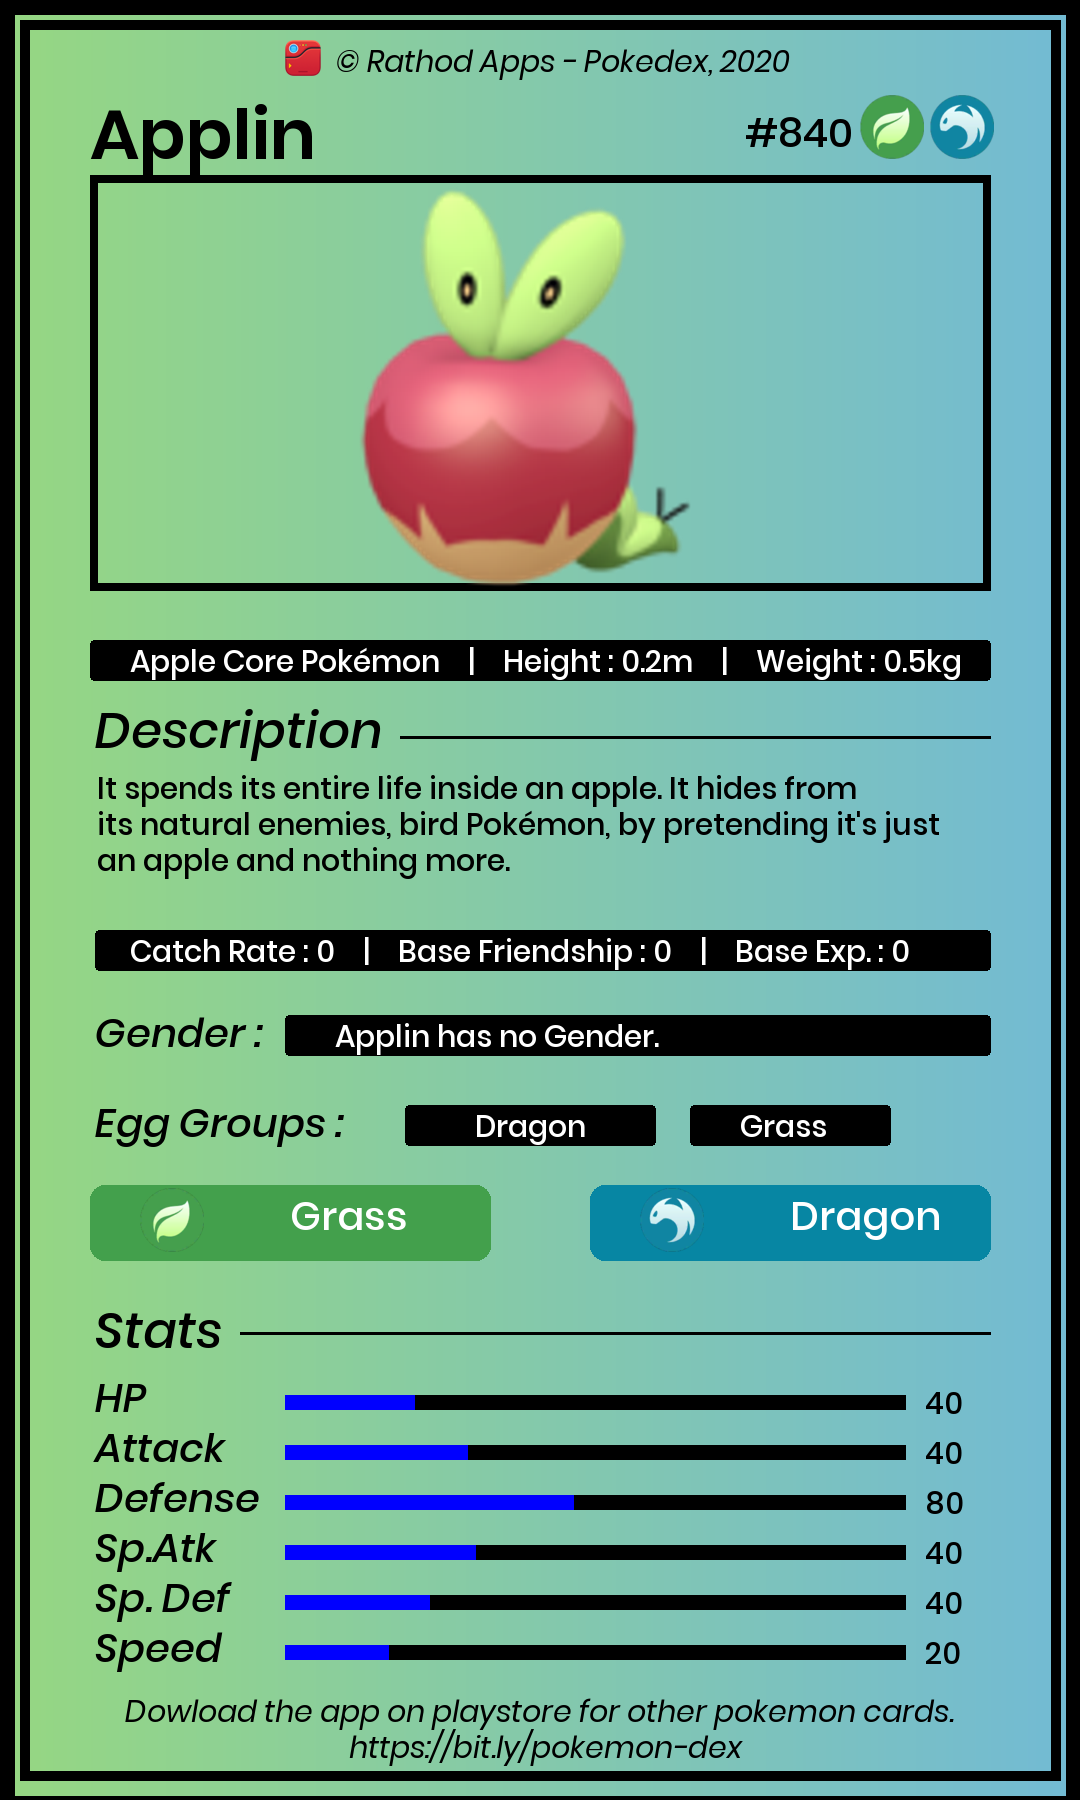 © Rathod Apps - Pokedex, 2020
Applin #840
Apple Core Pokémon | Height : 0.2m | Weight : 0.5kg
Description
It spends its entire life inside an apple. It hides from
its natural enemies, bird Pokémon, by pretending it's just
an apple and nothing more.
Catch Rate : 0 | Base Friendship : 0 | Base Exp. : 0
Gender : Applin has no Gender.
Egg Groups : Dragon Grass
Grass Dragon
Stats
HP 40
Attack 40
Defense 80
Sp.Atk 40
Sp. Def 40
Speed 20
Dowload the app on playstore for other pokemon cards.
https://bit.ly/pokemon-dex